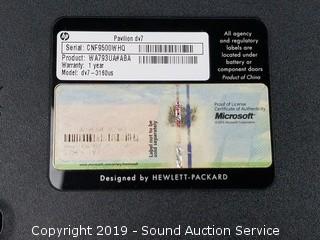 hp
Pavilion dv7
Serial: CNF9500WHQ
Product: WA793UA#ABA
Warranty: 1 year
Model: dv7-3160us
All agency
and regulatory
labels are
located under
battery or
component doors
Product of China
Label not to be
sold separately
Proof of License
Certificate of Authenticity
Microsoft
Designed by HEWLETT-PACKARD
Copyright 2019 - Sound Auction Service